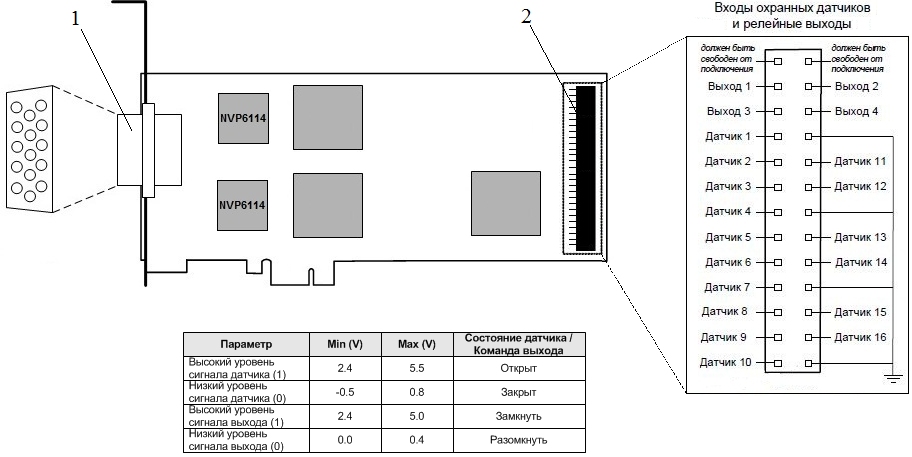 1
2
Входы охранных датчиков
и релейные выходы
должен быть
свободен от
подключения
должен быть
свободен от
подключения
Выход 1
Выход 2
Выход 3
Выход 4
Датчик 1
Датчик 2
Датчик 11
Датчик 3
Датчик 12
Датчик 4
Датчик 5
Датчик 13
Датчик 6
Датчик 14
Датчик 7
Датчик 8
Датчик 15
Датчик 9
Датчик 16
Датчик 10
NVP6114
NVP6114
Параметр Min (V) Max (V) Состояние датчика /
Команда выхода
Высокий уровень
сигнала датчика (1) 2.4 5.5 Открыт
Низкий уровень
сигнала датчика (0) -0.5 0.8 Закрыт
Высокий уровень
сигнала выхода (1) 2.4 5.0 Замкнуть
Низкий уровень
сигнала выхода (0) 0.0 0.4 Разомкнуть